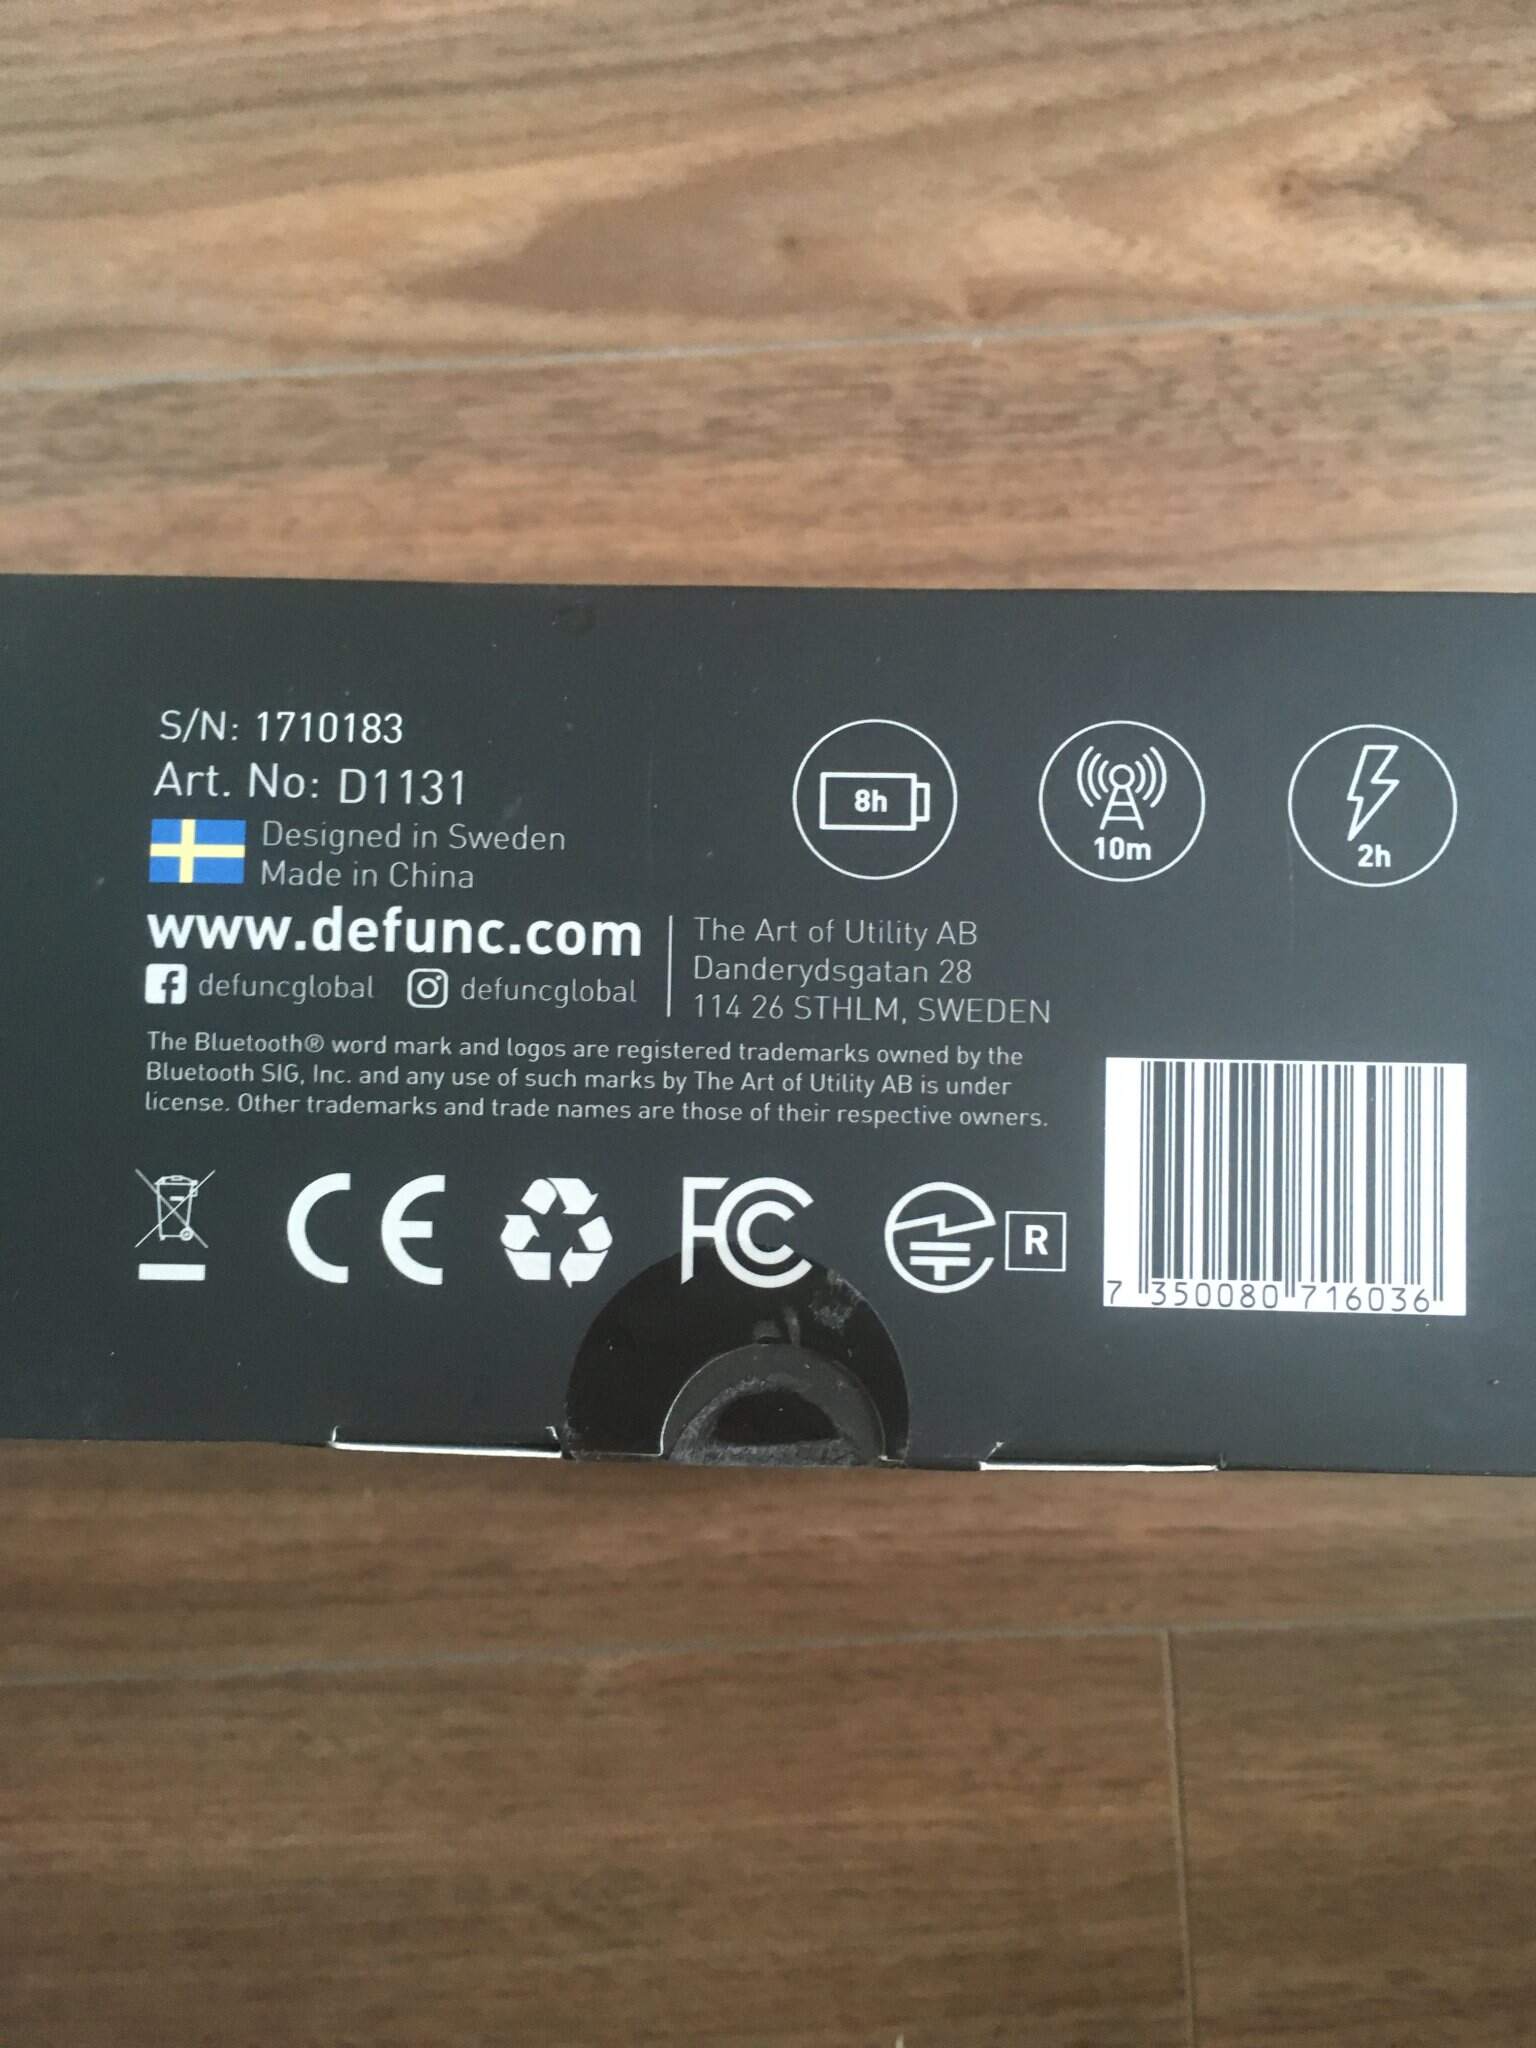 S/N: 1710183
Art. No: D1131
Designed in Sweden
Made in China
8h
10m
2h
www.defunc.com
defuncglobal
defuncglobal
The Art of Utility AB
Danderydsgatan 28
114 26 STHLM, SWEDEN
The Bluetooth® word mark and logos are registered trademarks owned by the
Bluetooth SIG, Inc. and any use of such marks by The Art of Utility AB is under
license. Other trademarks and trade names are those of their respective owners.
CE
FC
R
7 350080 716036